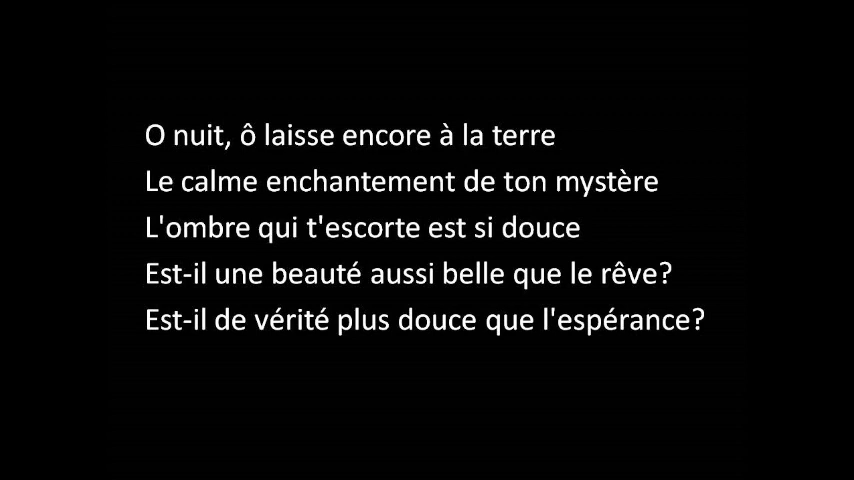 O nuit, ô laisse encore à la terre
Le calme enchantement de ton mystère
L'ombre qui t'escorte est si douce
Est-il une beauté aussi belle que le rêve?
Est-il de vérité plus douce que l'espérance?